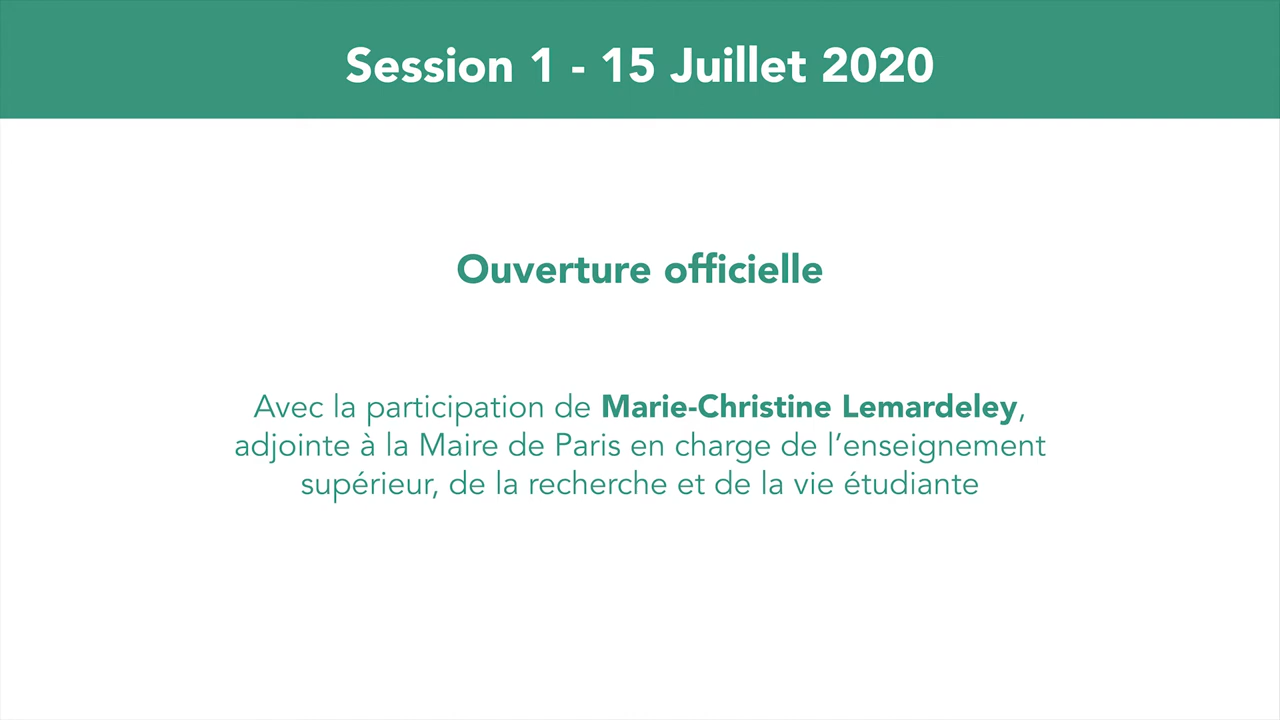 Session 1 - 15 Juillet 2020
Ouverture officielle
Avec la participation de Marie-Christine Lemardeley,
adjointe à la Maire de Paris en charge de l’enseignement
supérieur, de la recherche et de la vie étudiante